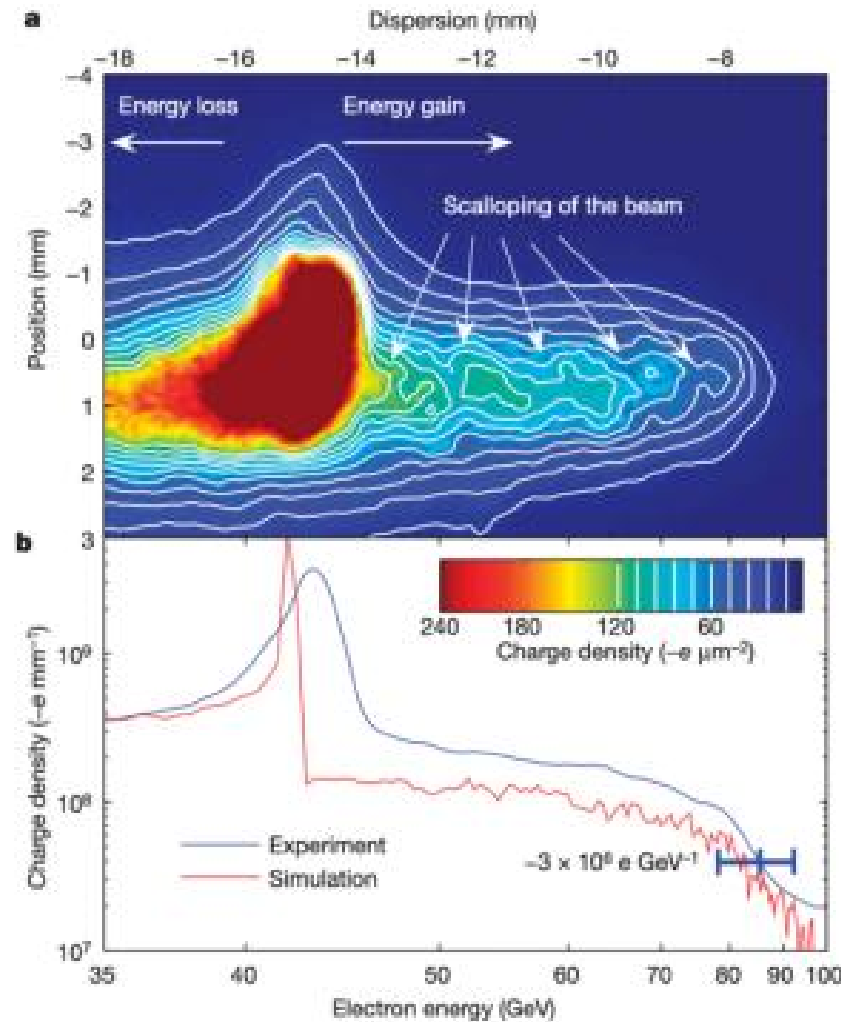 a
Dispersion (mm)
−18 −16 −14 −12 −10 −8
−4
Energy loss Energy gain
−3
−2
Scalloping of the beam
−1
Position (mm)
0
1
2
b
3
240 180 120 60
Charge density (−e µm⁻²)
10⁹
Charge density (−e mm⁻¹)
10⁸
Experiment
−3 × 10⁶ e GeV⁻¹
Simulation
10⁷
35 40 50 60 70 80 90 100
Electron energy (GeV)